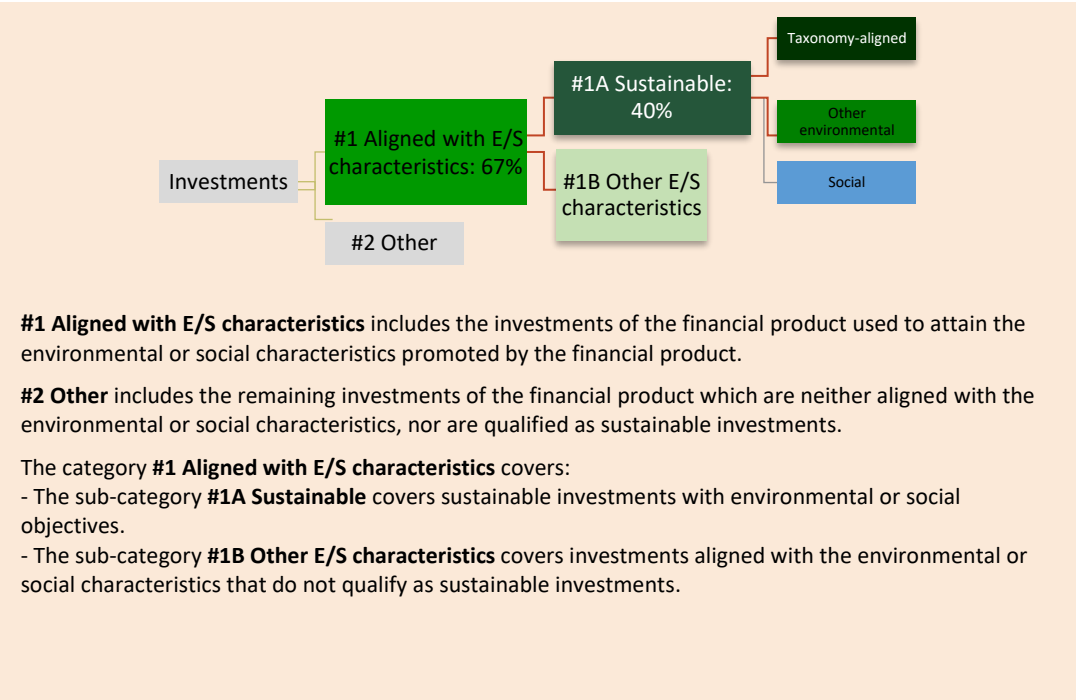 Taxonomy-aligned
#1A Sustainable:
40%
Other
environmental
#1 Aligned with E/S
characteristics: 67%
Investments
#1B Other E/S
characteristics
Social
#2 Other
#1 Aligned with E/S characteristics includes the investments of the financial product used to attain the
environmental or social characteristics promoted by the financial product.
#2 Other includes the remaining investments of the financial product which are neither aligned with the
environmental or social characteristics, nor are qualified as sustainable investments.
The category #1 Aligned with E/S characteristics covers:
- The sub-category #1A Sustainable covers sustainable investments with environmental or social
objectives.
- The sub-category #1B Other E/S characteristics covers investments aligned with the environmental or
social characteristics that do not qualify as sustainable investments.